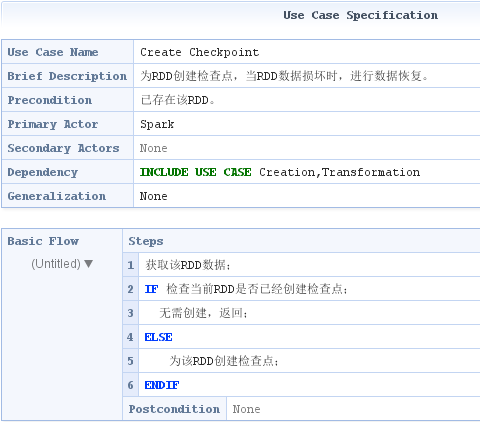 Use Case Specification
Use Case Name Create Checkpoint
Brief Description 为RDD创建检查点，当RDD数据损坏时，进行数据恢复。
Precondition 已存在该RDD。
Primary Actor Spark
Secondary Actors None
Dependency INCLUDE USE CASE Creation,Transformation
Generalization None
Basic Flow Steps
(Untitled) ▼
1 获取该RDD数据；
2 IF 检查当前RDD是否已经创建检查点；
3 无需创建，返回；
4 ELSE
5 为该RDD创建检查点；
6 ENDIF
Postcondition None